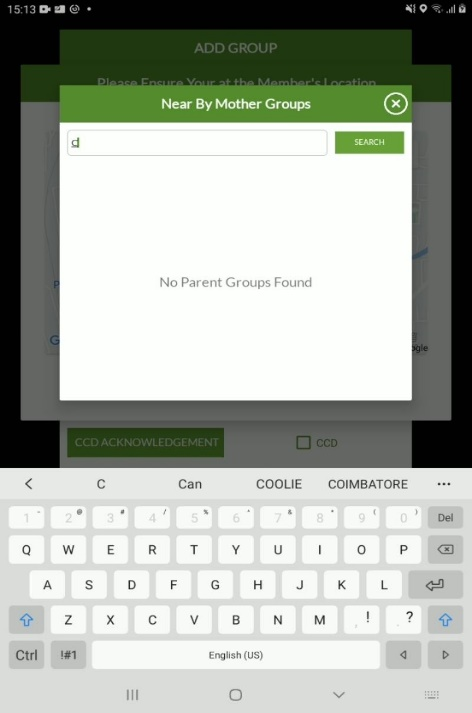 15:13
ADD GROUP
Please Ensure Your at the Member's Location
Near By Mother Groups
c
SEARCH
No Parent Groups Found
P
G
ogle
CCD ACKNOWLEDGEMENT
CCD
C Can COOLIE COIMBATORE
1 2 3 4 5 6 7 8 9 0 Del
Q W E R T Y U I O P
A S D F G H J K L
Z X C V B N M ! ?
Ctrl !#1 English (US)